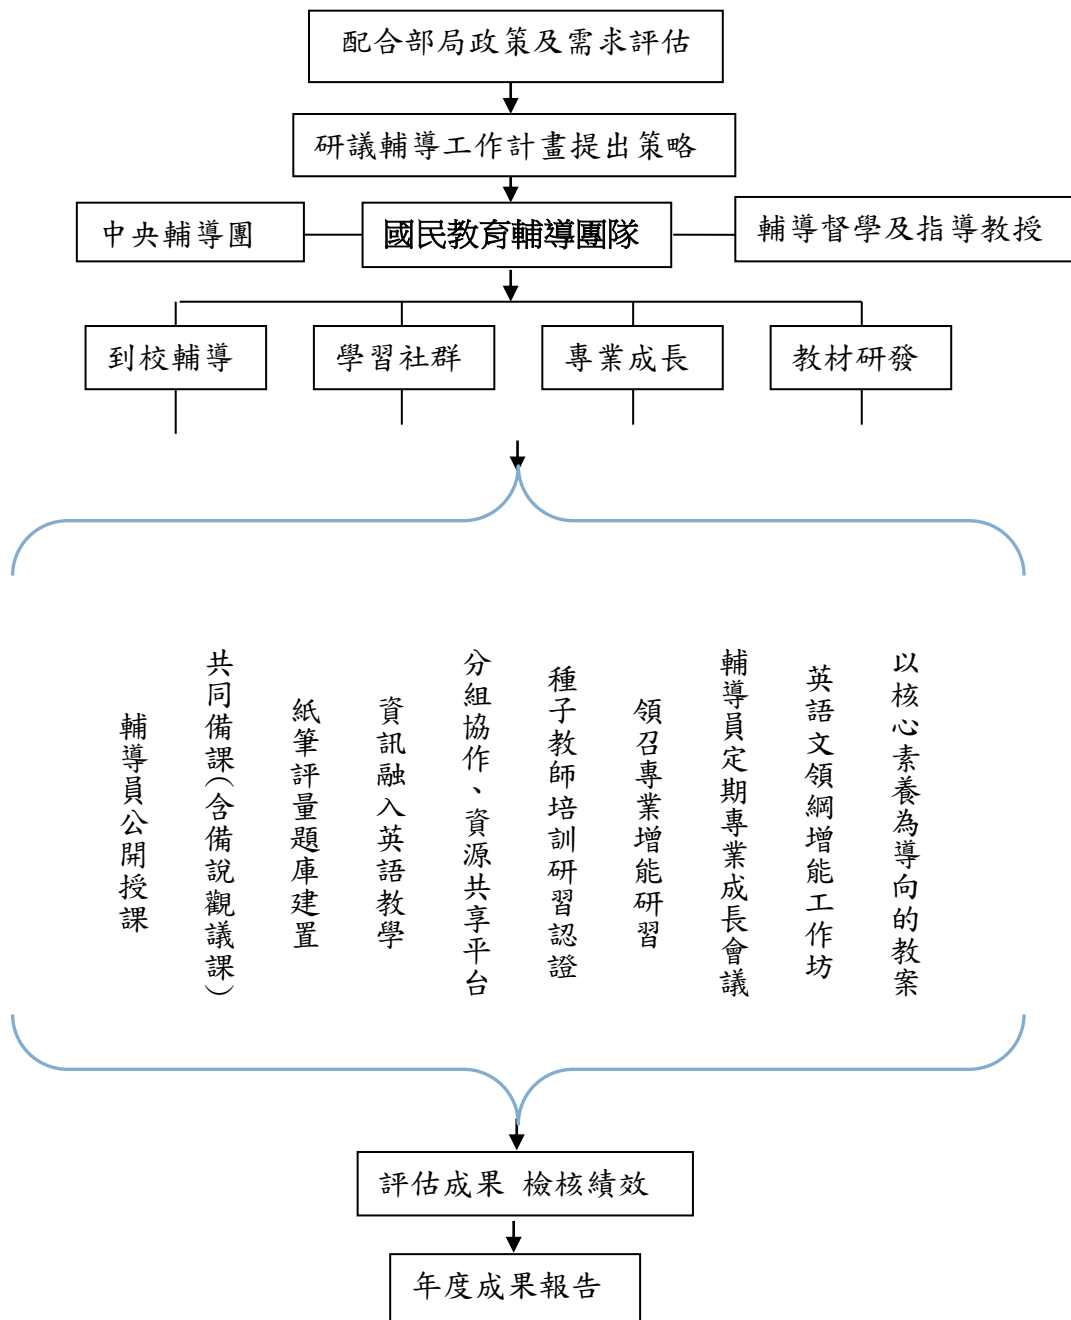 配合部局政策及需求評估
研議輔導工作計畫提出策略
中央輔導團
國民教育輔導團隊
輔導督學及指導教授
到校輔導
學習社群
專業成長
教材研發
輔導員公開授課
共同備課(含備說觀議課)
紙筆評量題庫建置
資訊融入英語教學
分組協作、資源共享平台
種子教師培訓研習認證
領召專業增能研習
輔導員定期專業成長會議
英語文領綱增能工作坊
以核心素養為導向的教案
評估成果 檢核績效
年度成果報告